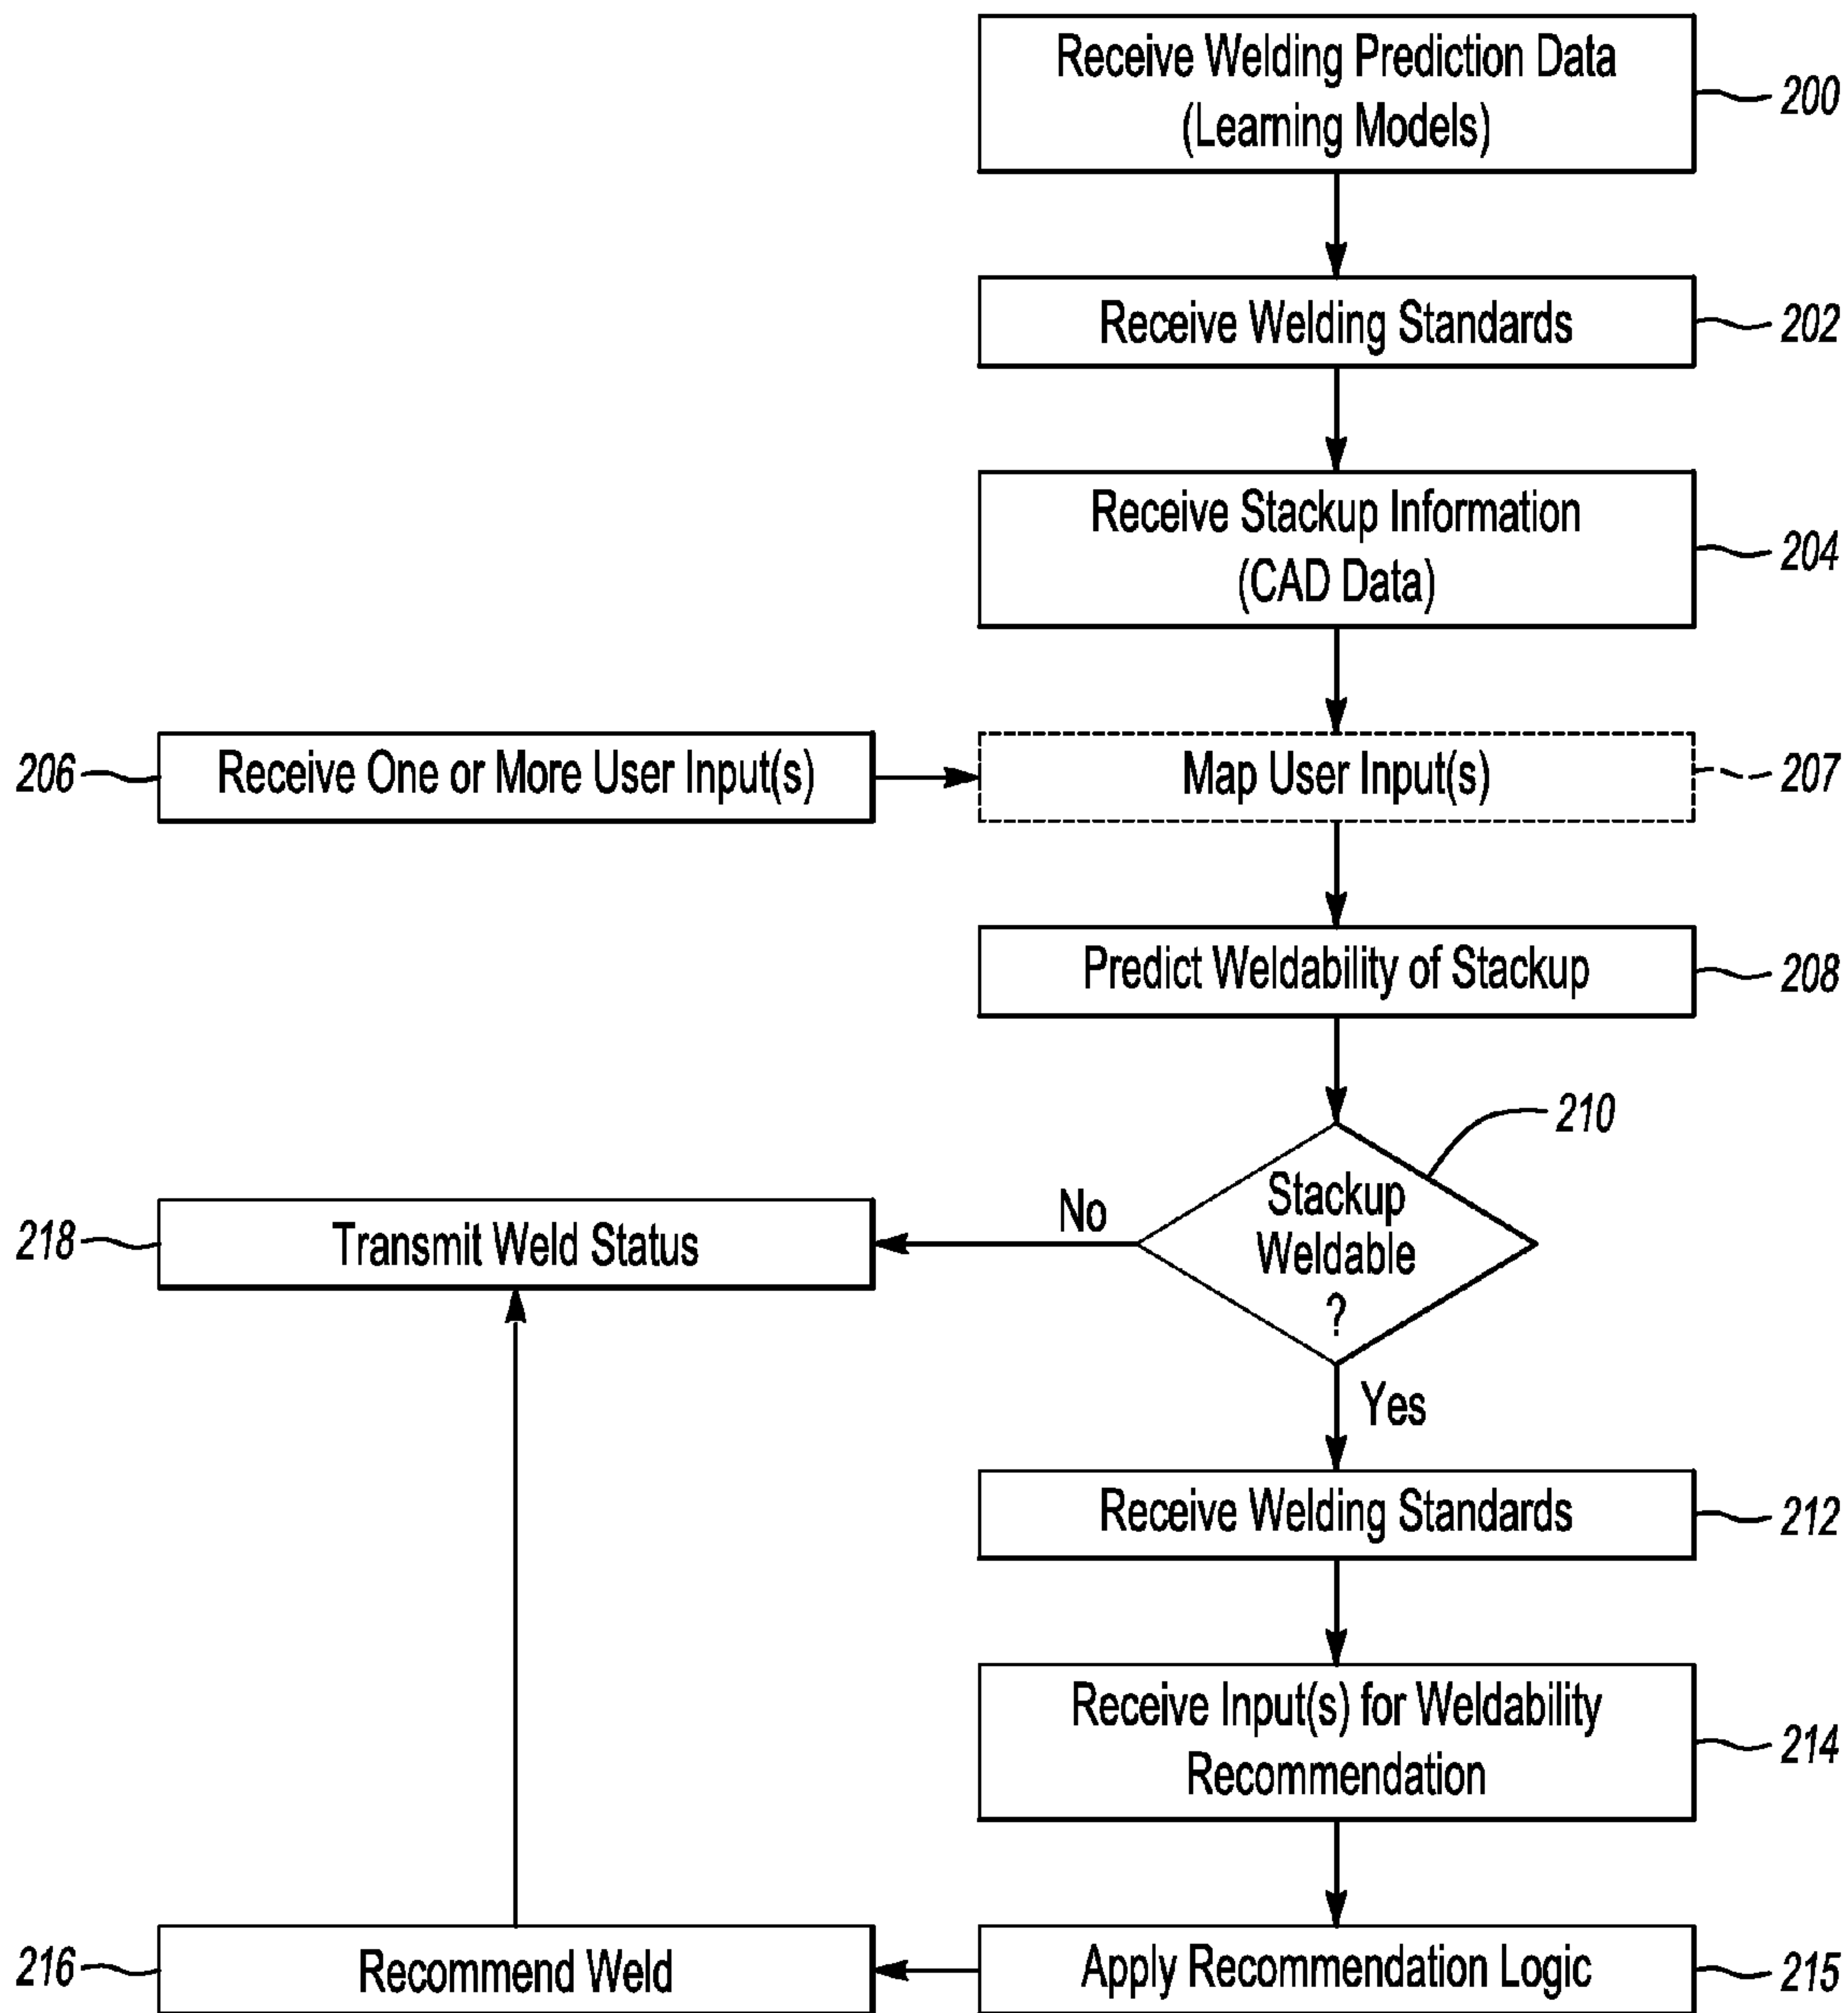 Receive Welding Prediction Data
(Learning Models)
200
Receive Welding Standards
202
Receive Stackup Information
(CAD Data)
204
206
Receive One or More User Input(s)
Map User Input(s)
207
Predict Weldability of Stackup
208
210
Stackup
Weldable
?
No
218
Transmit Weld Status
Yes
Receive Welding Standards
212
Receive Input(s) for Weldability
Recommendation
214
216
Recommend Weld
Apply Recommendation Logic
215